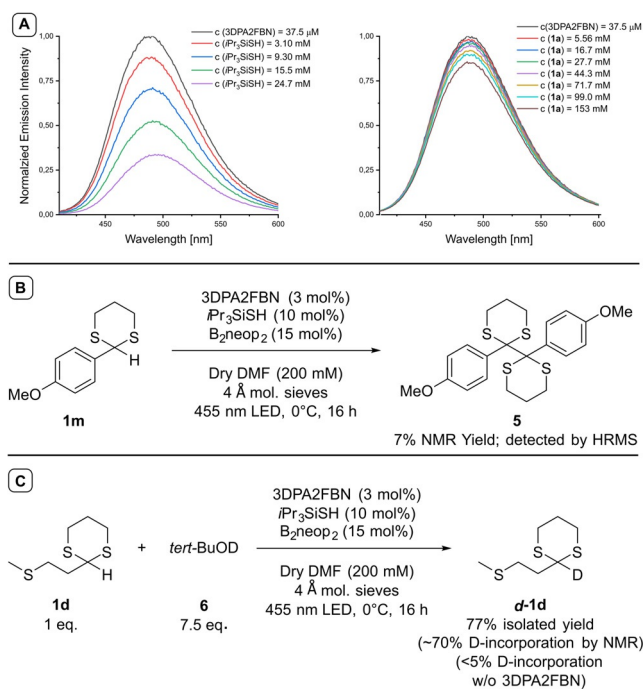 A
Normalzied Emission Intensity
1,00
0,75
0,50
0,25
0,00
450
500
550
600
Wavelength [nm]
c (3DPA2FBN) = 37.5 μM
c (iPr3SiSH) = 3.10 mM
c (iPr3SiSH) = 9.30 mM
c (iPr3SiSH) = 15.5 mM
c (iPr3SiSH) = 24.7 mM
1,00
0,75
0,50
0,25
0,00
450
500
550
600
Wavelength [nm]
c(3DPA2FBN) = 37.5 μM
c (1a) = 5.56 mM
c (1a) = 16.7 mM
c (1a) = 27.7 mM
c (1a) = 44.3 mM
c (1a) = 71.7 mM
c (1a) = 99.0 mM
c (1a) = 153 mM
B
S S
H
MeO
1m
3DPA2FBN (3 mol%)
iPr3SiSH (10 mol%)
B2neop2 (15 mol%)
Dry DMF (200 mM)
4 Å mol. sieves
455 nm LED, 0°C, 16 h
OMe
S S
S S
MeO
5
7% NMR Yield; detected by HRMS
C
S S
S H
1d
1 eq.
+
tert-BuOD
6
7.5 eq.
3DPA2FBN (3 mol%)
iPr3SiSH (10 mol%)
B2neop2 (15 mol%)
Dry DMF (200 mM)
4 Å mol. sieves
455 nm LED, 0°C, 16 h
S S
S D
d-1d
77% isolated yield
(~70% D-incorporation by NMR)
(<5% D-incorporation
w/o 3DPA2FBN)